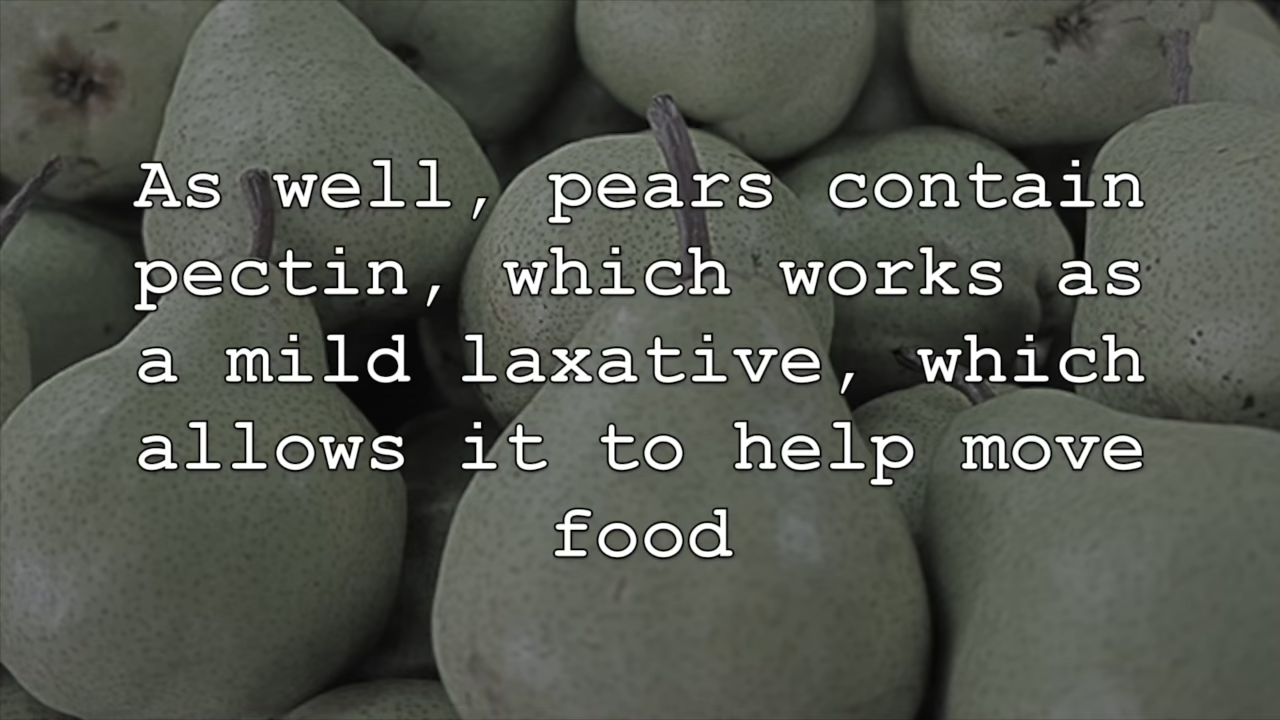 As well, pears contain
pectin, which works as
a mild laxative, which
allows it to help move
food